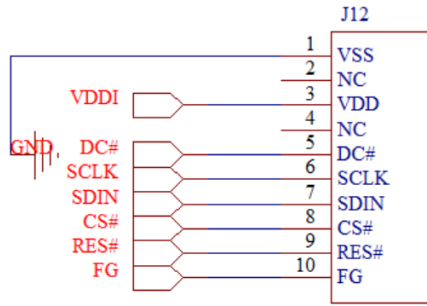 J12
1 VSS
2 NC
VDDI 3 VDD
4 NC
GND DC# 5 DC#
SCLK 6 SCLK
SDIN 7 SDIN
CS# 8 CS#
RES# 9 RES#
FG 10 FG